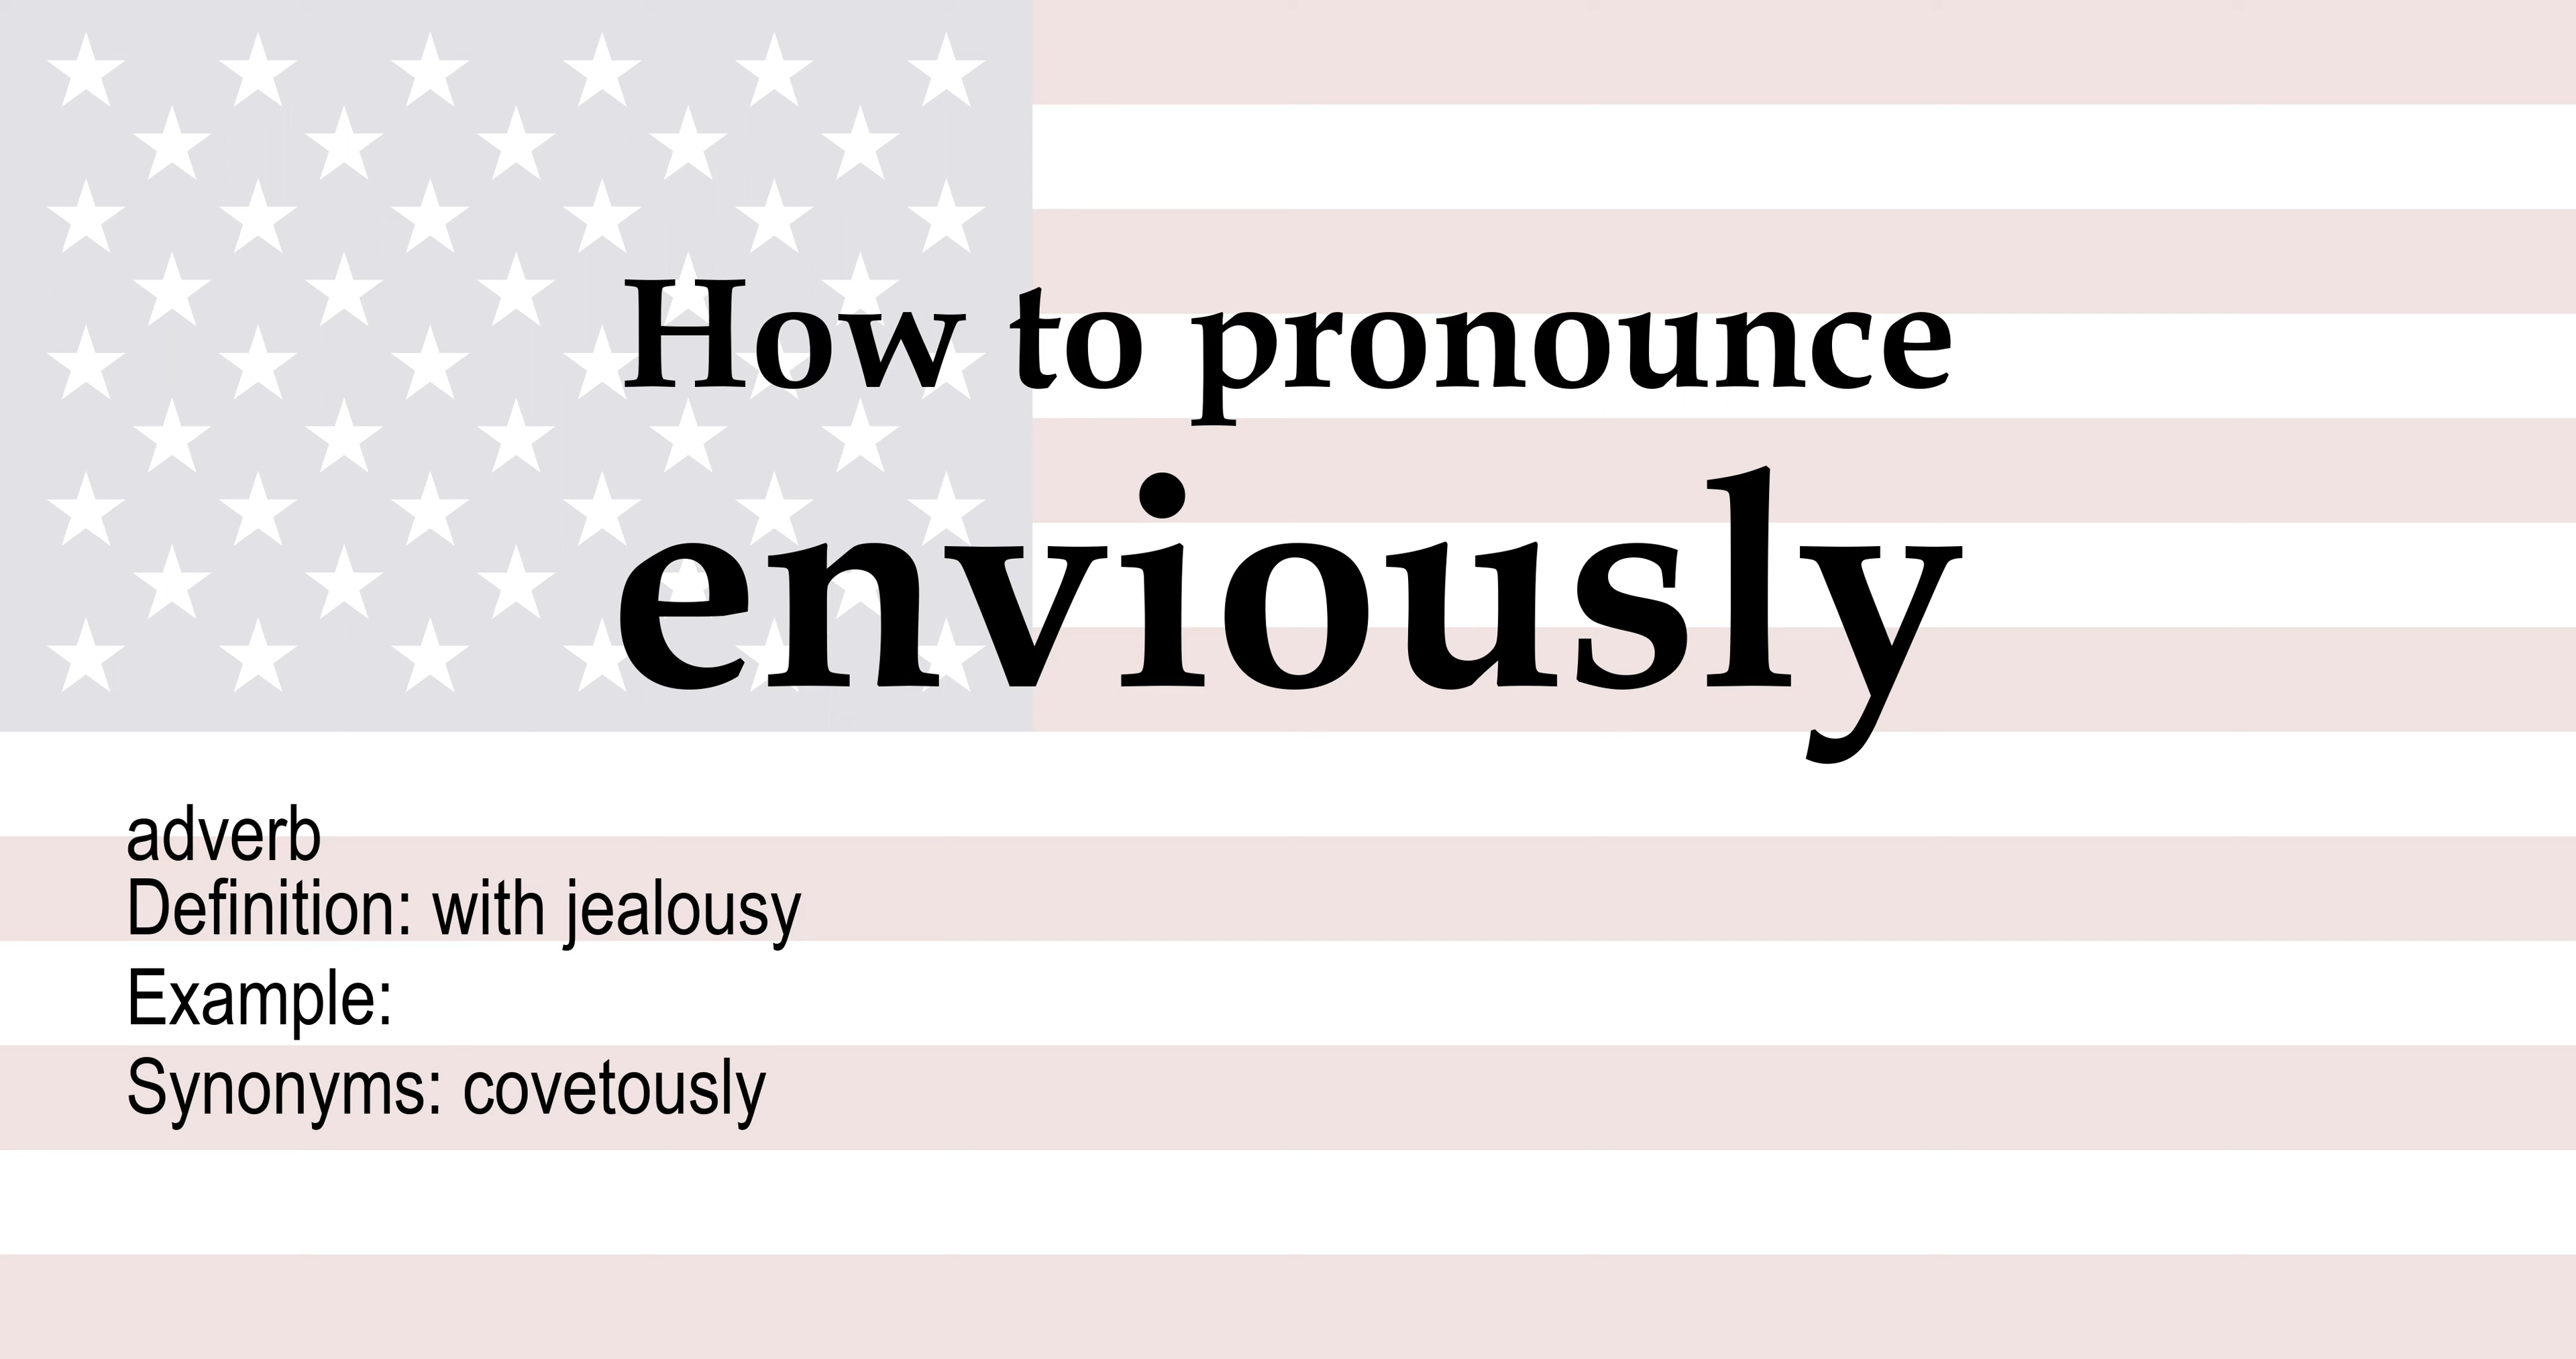 How to pronounce
enviously
adverb
Definition: with jealousy
Example:
Synonyms: covetously